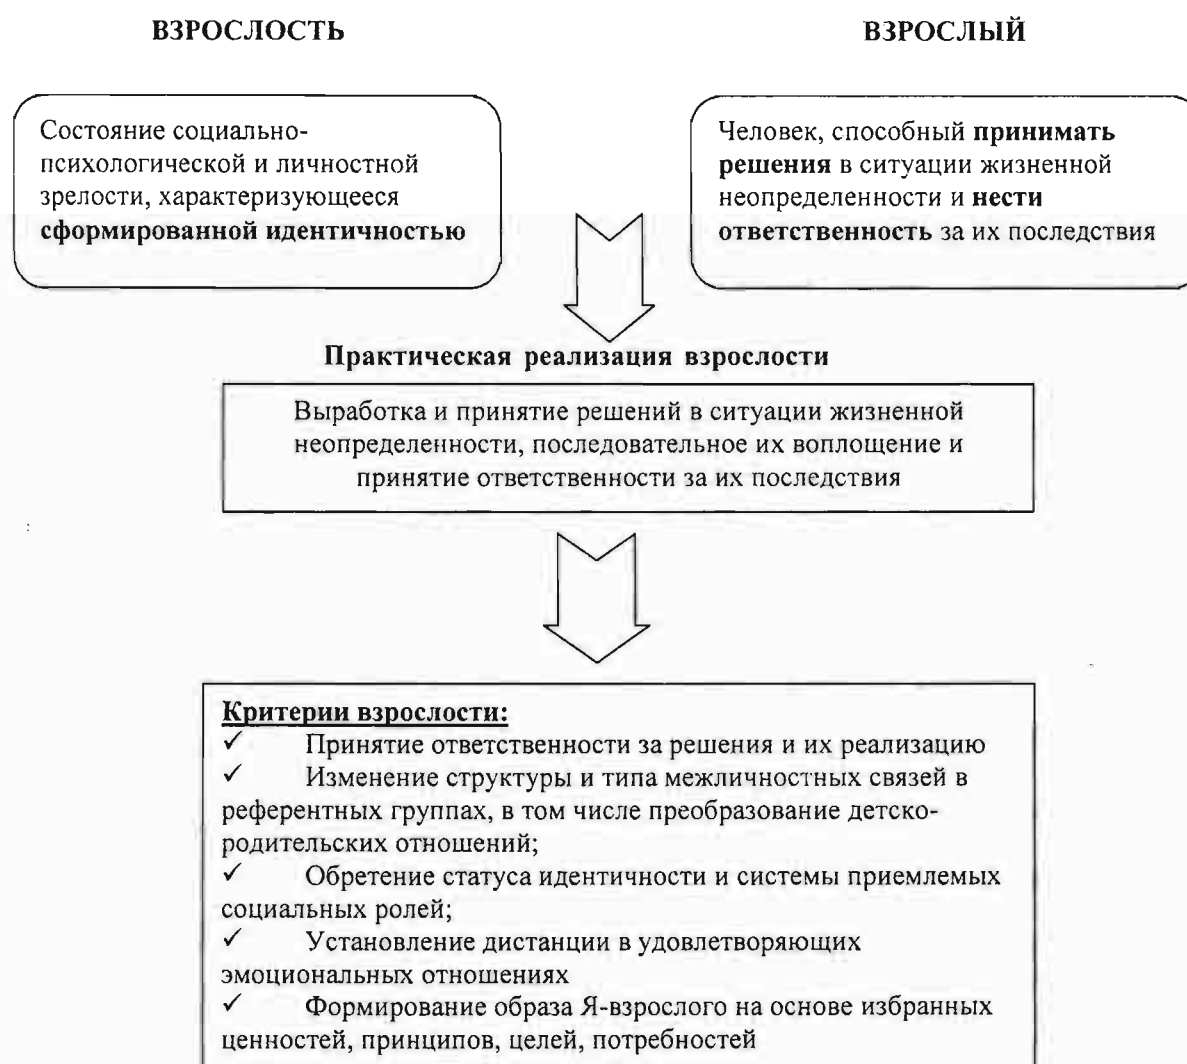 ВЗРОСЛОСТЬ
ВЗРОСЛЫЙ
Состояние социально-
психологической и личностной
зрелости, характеризующееся
сформированной идентичностью
Человек, способный принимать
решения в ситуации жизненной
неопределенности и нести
ответственность за их последствия
Практическая реализация взрослости
Выработка и принятие решений в ситуации жизненной
неопределенности, последовательное их воплощение и
принятие ответственности за их последствия
Критерии взрослости:
✓ Принятие ответственности за решения и их реализацию
✓ Изменение структуры и типа межличностных связей в
референтных группах, в том числе преобразование детско-
родительских отношений;
✓ Обретение статуса идентичности и системы приемлемых
социальных ролей;
✓ Установление дистанции в удовлетворяющих
эмоциональных отношениях
✓ Формирование образа Я-взрослого на основе избранных
ценностей, принципов, целей, потребностей